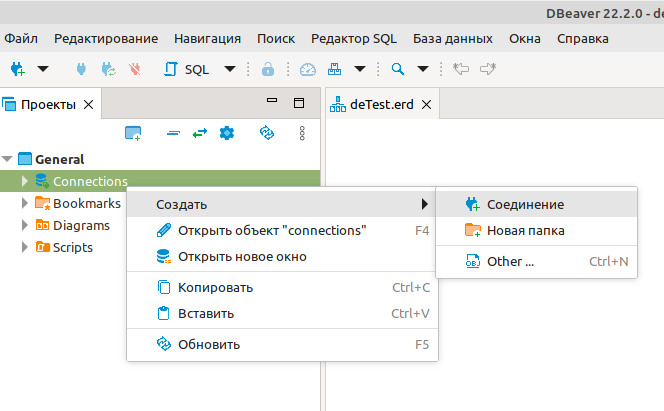 DBeaver 22.2.0 - de
Файл Редактирование Навигация Поиск Редактор SQL База данных Окна Справка
SQL
Проекты
deTest.erd
General
Connections
Bookmarks
Diagrams
Scripts
Создать
Открыть объект "connections" F4
Открыть новое окно
Копировать Ctrl+C
Вставить Ctrl+V
Обновить F5
Соединение
Новая папка
OBJ
Other ... Ctrl+N